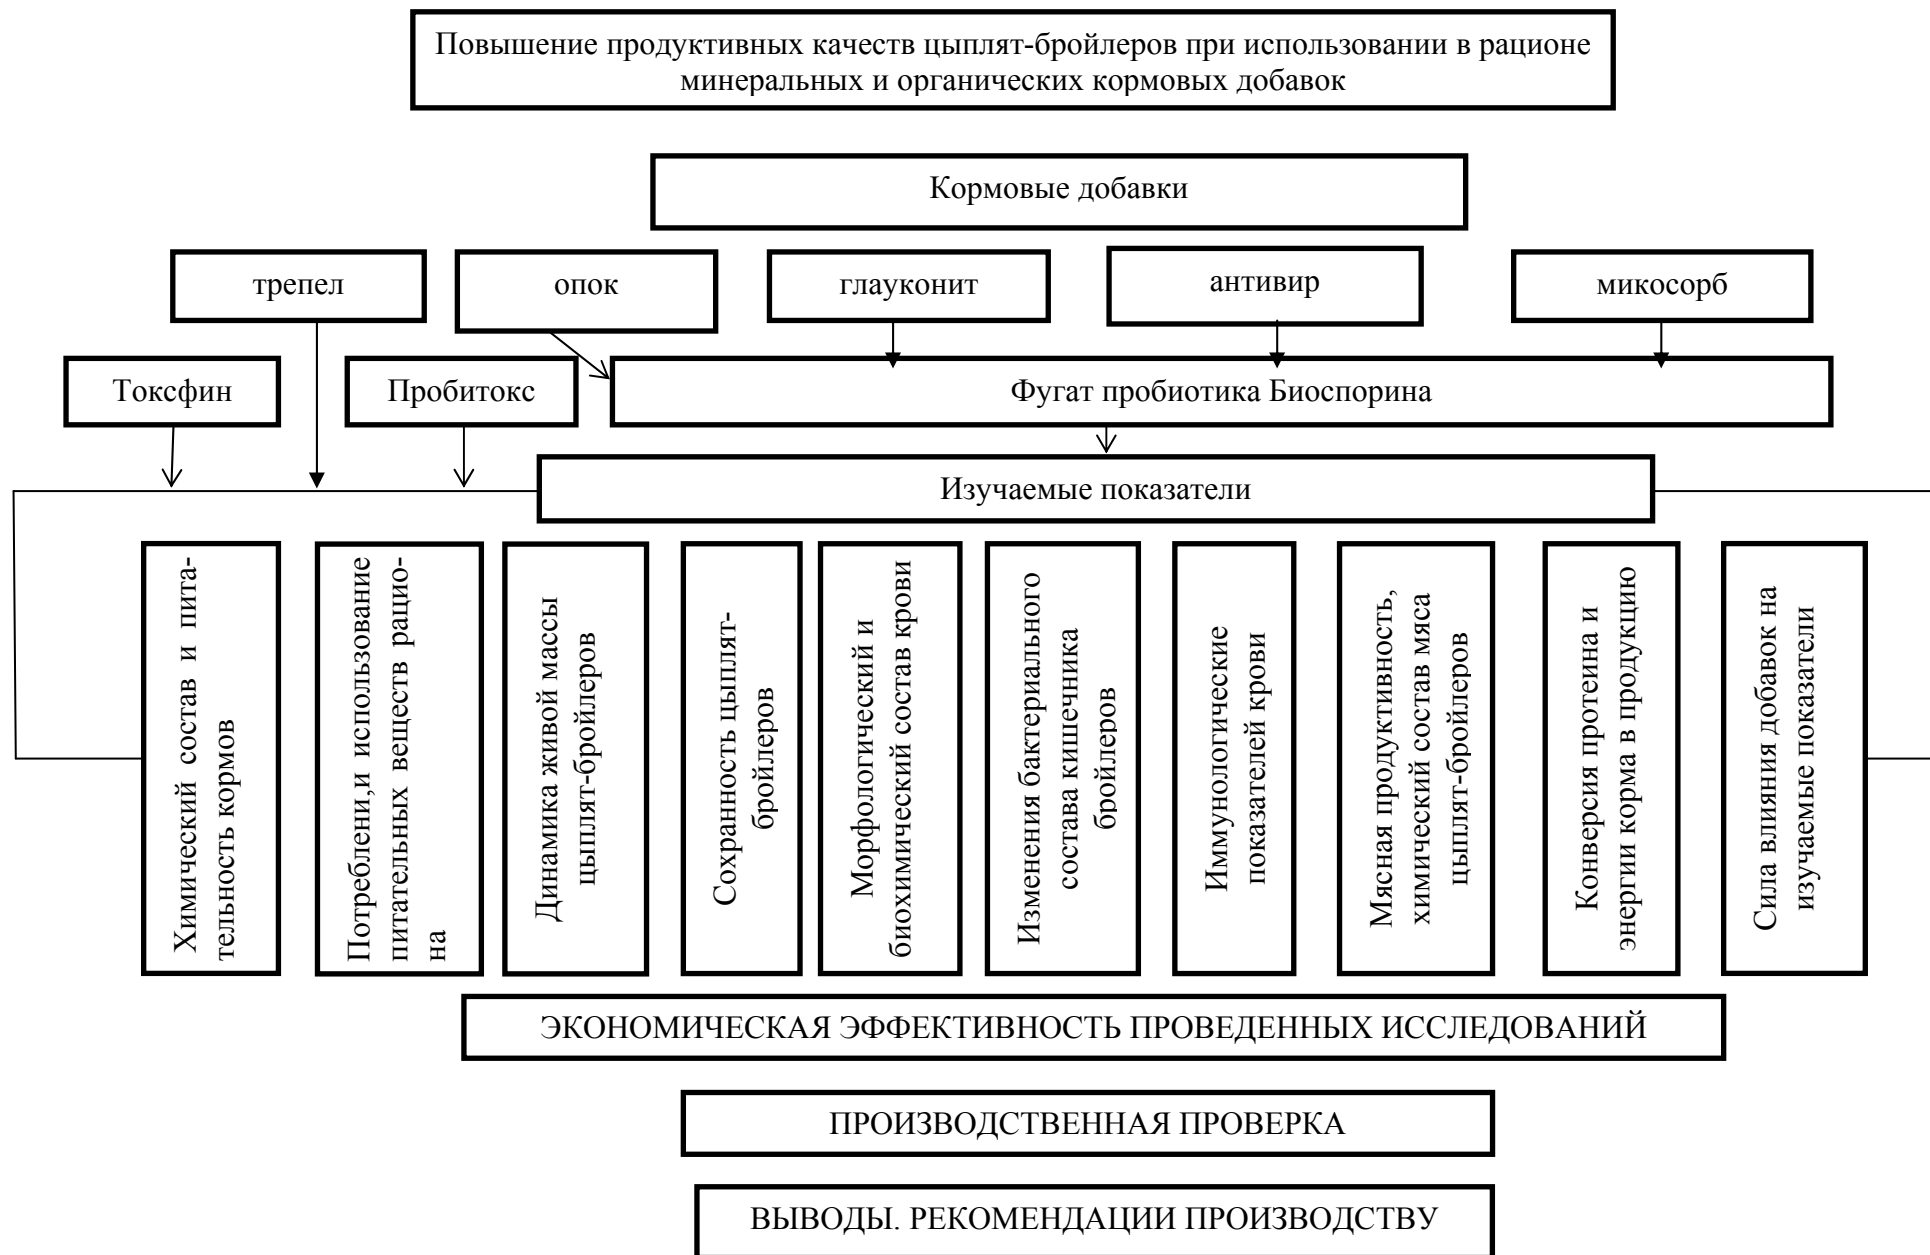 Повышение продуктивных качеств цыплят-бройлеров при использовании в рационе
минеральных и органических кормовых добавок
Кормовые добавки
трепел
опок
глауконит
антивир
микосорб
Токсфин
Пробитокс
Фугат пробиотика Биоспорина
Изучаемые показатели
Химический состав и пита-
тельность кормов
Потреблени,и использование
питательных веществ рацио-
на
Динамика живой массы
цыплят-бройлеров
Сохранность цыплят-
бройлеров
Морфологический и
биохимический состав крови
Изменения бактериального
состава кишечника
бройлеров
Иммунологические
показателей крови
Мясная продуктивность,
химический состав мяса
цыплят-бройлеров
Конверсия протеина и
энергии корма в продукцию
Сила влияния добавок на
изучаемые показатели
ЭКОНОМИЧЕСКАЯ ЭФФЕКТИВНОСТЬ ПРОВЕДЕННЫХ ИССЛЕДОВАНИЙ
ПРОИЗВОДСТВЕННАЯ ПРОВЕРКА
ВЫВОДЫ. РЕКОМЕНДАЦИИ ПРОИЗВОДСТВУ